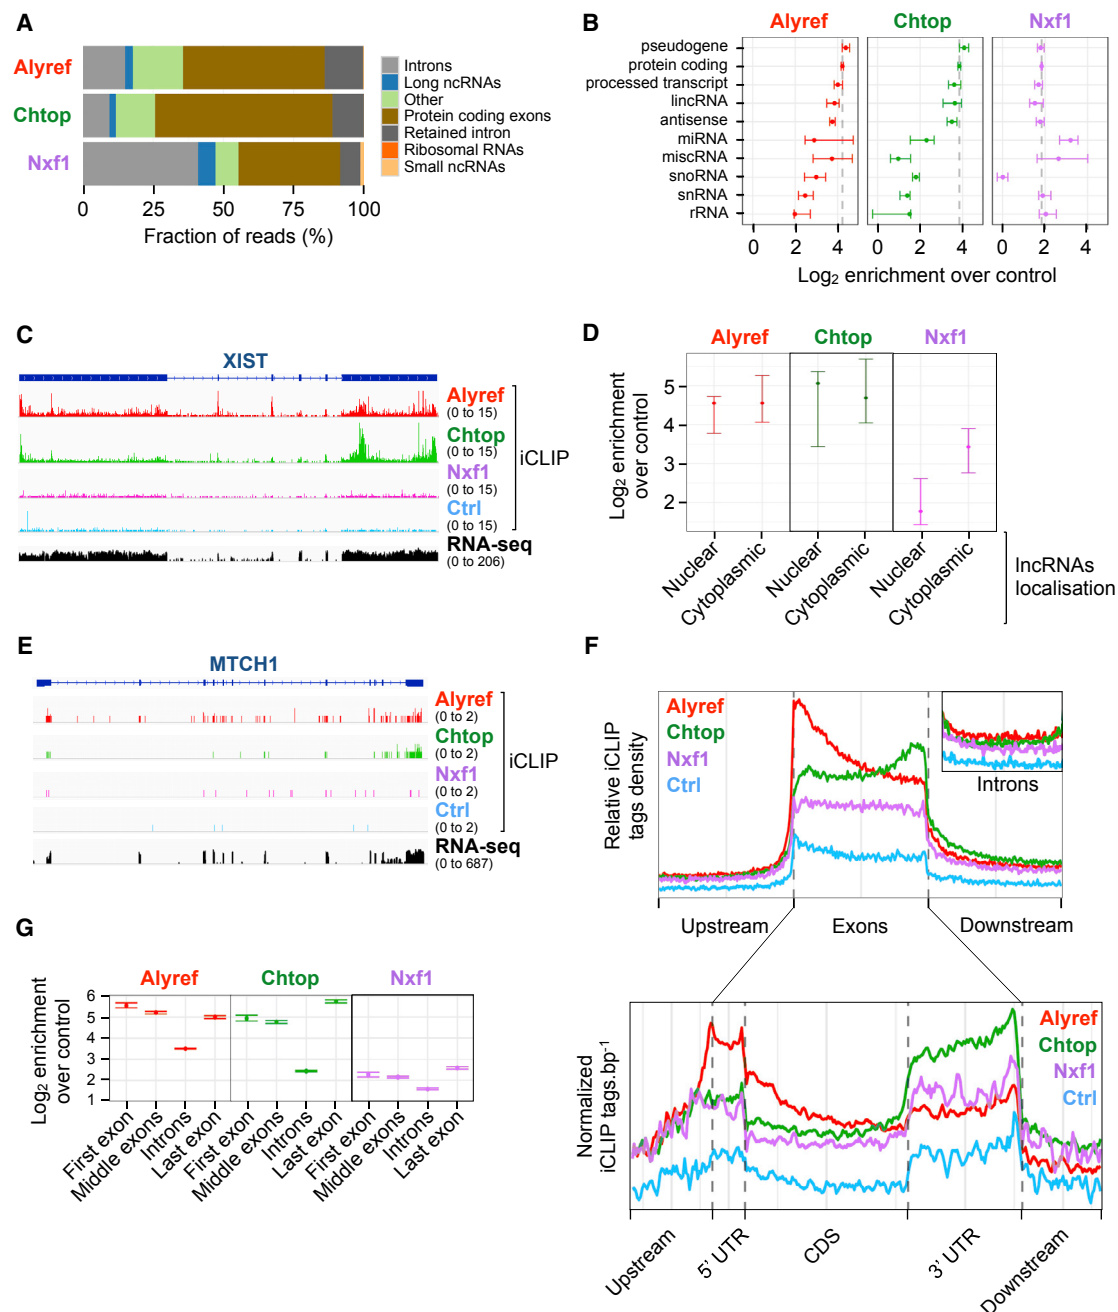 A
Alyref
Chtop
Nxf1
0
25
50
75
100
Fraction of reads (%)
Introns
Long ncRNAs
Other
Protein coding exons
Retained intron
Ribosomal RNAs
Small ncRNAs
B
Alyref
Chtop
Nxf1
pseudogene
protein coding
processed transcript
lincRNA
antisense
miRNA
miscRNA
snoRNA
snRNA
rRNA
0 2 4 0 2 4 0 2 4
Log₂ enrichment over control
C
XIST
Alyref
(0 to 15)
Chtop
(0 to 15)
Nxf1
(0 to 15)
Ctrl
(0 to 15)
iCLIP
RNA-seq
(0 to 206)
D
Alyref
Chtop
Nxf1
Log₂ enrichment
over control
5
4
3
2
Nuclear
Cytoplasmic
Nuclear
Cytoplasmic
Nuclear
Cytoplasmic
lncRNAs
localisation
E
MTCH1
Alyref
(0 to 2)
Chtop
(0 to 2)
Nxf1
(0 to 2)
Ctrl
(0 to 2)
iCLIP
RNA-seq
(0 to 687)
F
Relative iCLIP
tags density
Alyref
Chtop
Nxf1
Ctrl
Introns
Upstream
Exons
Downstream
Normalized
iCLIP tags.bp⁻¹
Alyref
Chtop
Nxf1
Ctrl
Upstream
5' UTR
CDS
3' UTR
Downstream
G
Alyref
Chtop
Nxf1
Log₂ enrichment
over control
6
5
4
3
2
1
First exon
Middle exons
Introns
Last exon
First exon
Middle exons
Introns
Last exon
First exon
Middle exons
Introns
Last exon